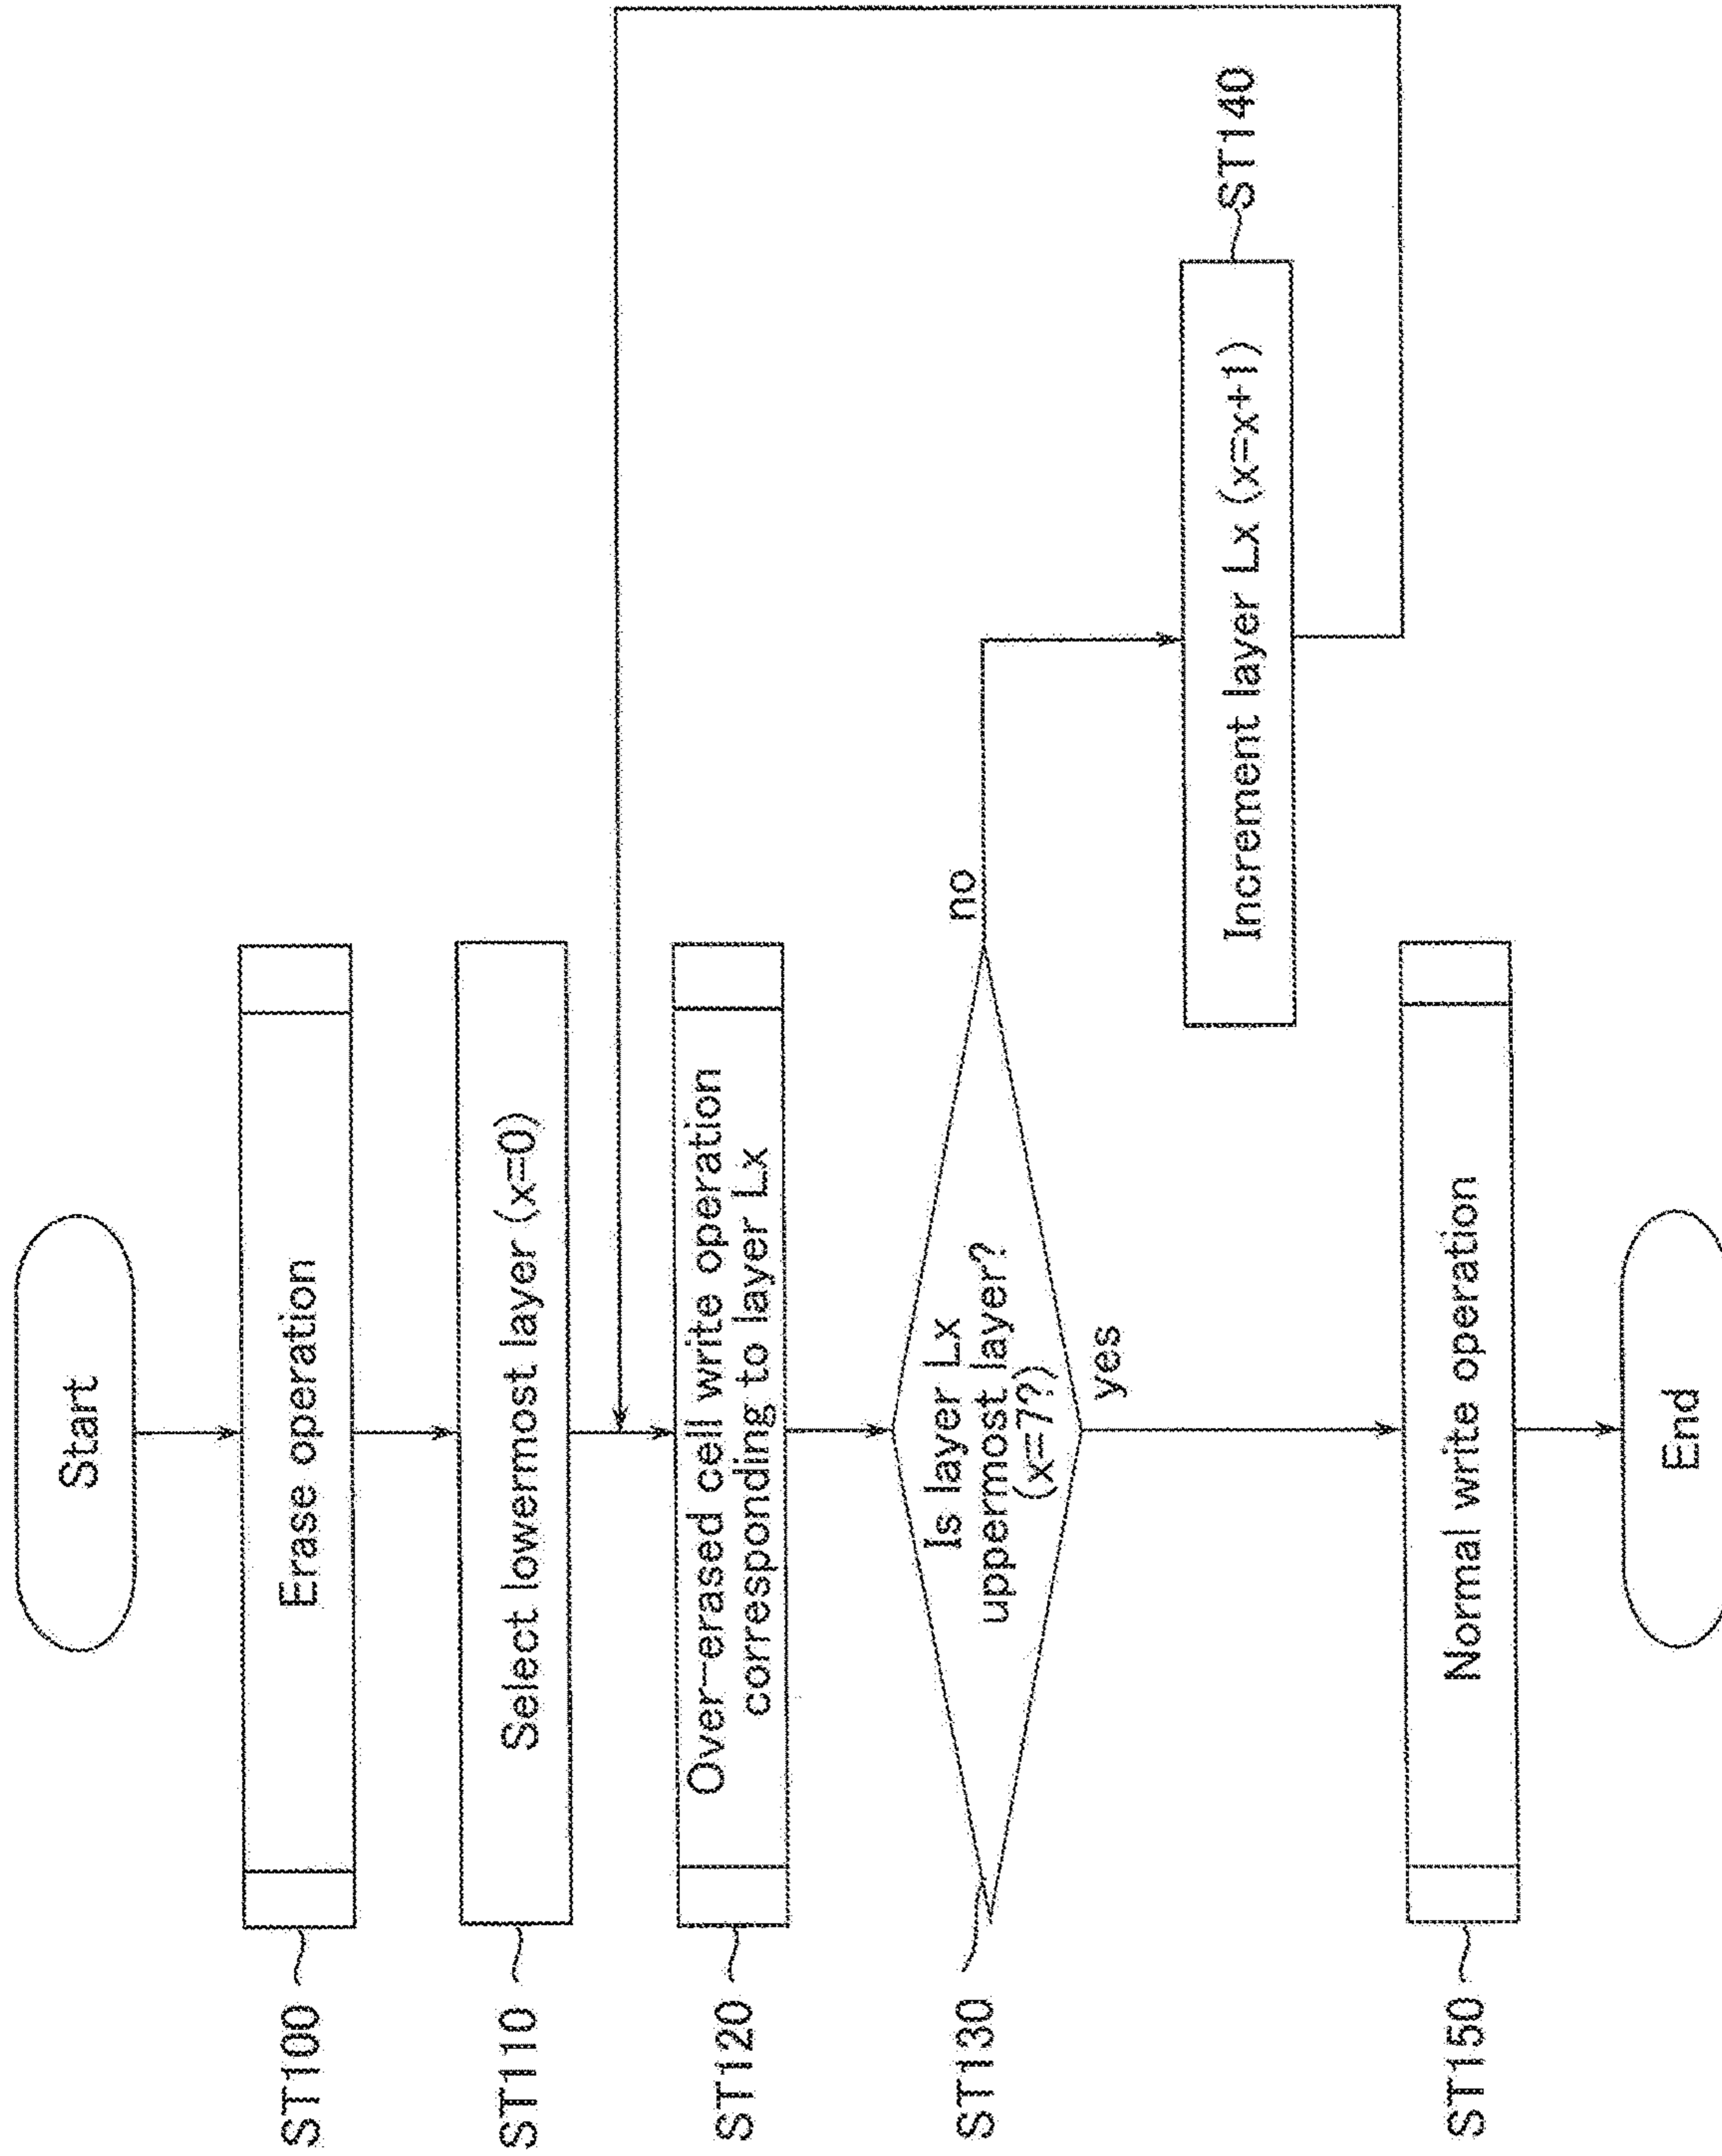 Start
ST100
Erase operation
ST110
Select lowermost layer (x=0)
ST120
Over-erased cell write operation
corresponding to layer Lx
ST130
Is layer Lx
uppermost layer?
(x=7?)
no
yes
Increment layer Lx (x=x+1)
ST140
ST150
Normal write operation
End